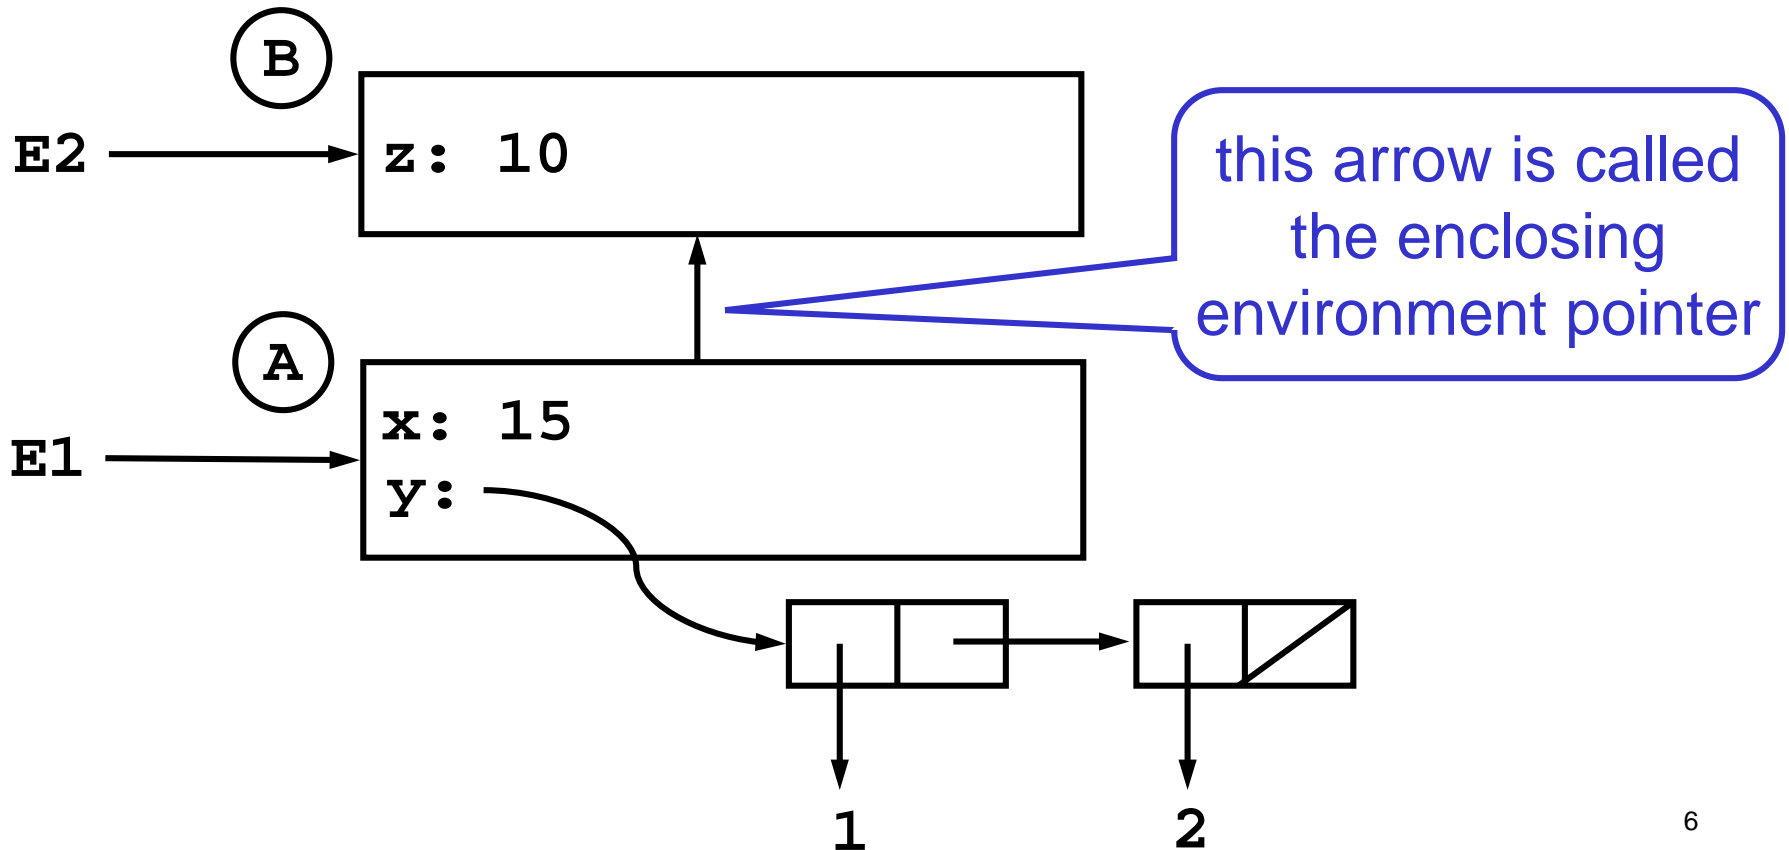 B
E2
z: 10
this arrow is called
the enclosing
environment pointer
A
E1
x: 15
y:
1
2
6